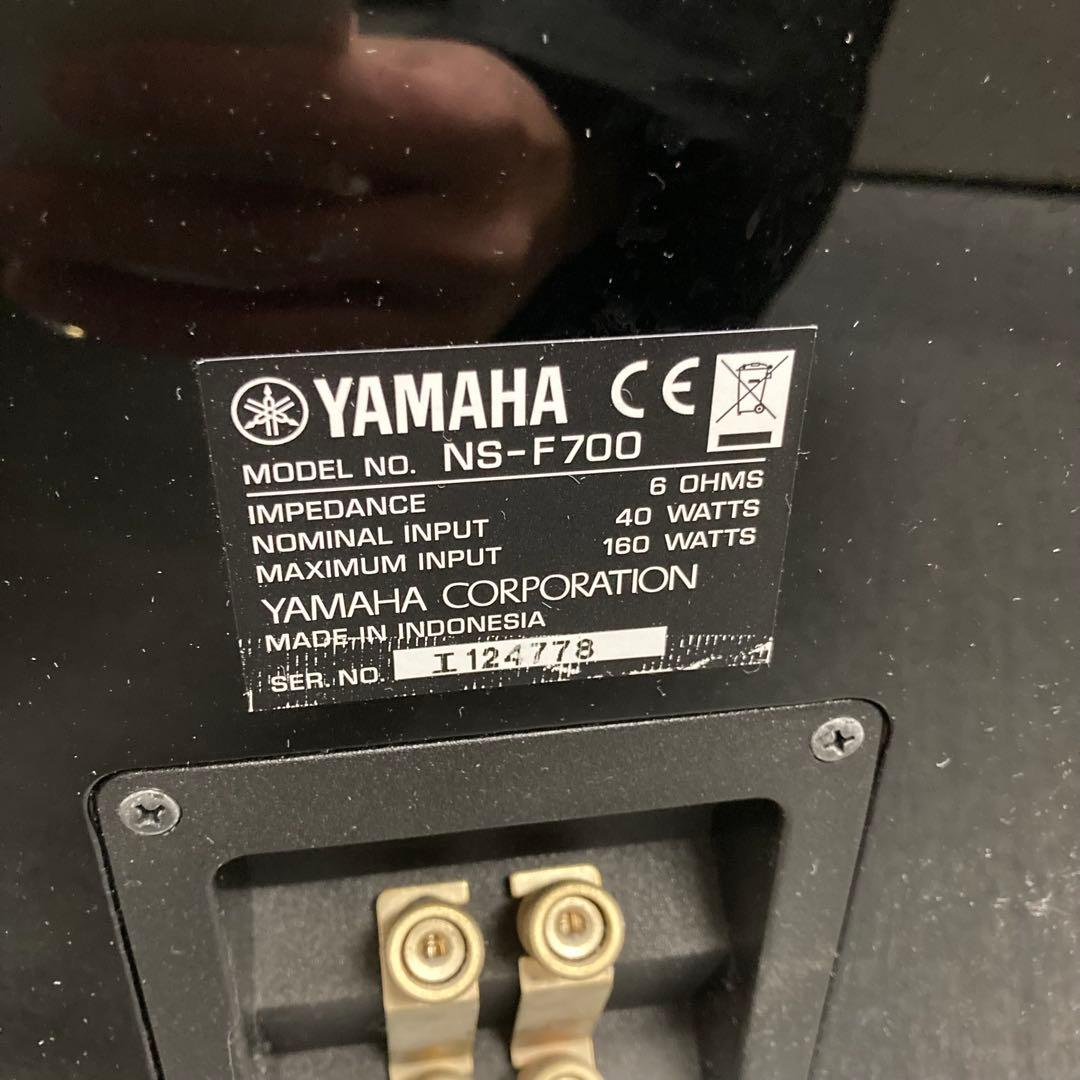 YAMAHA CE
MODEL NO. NS-F700
IMPEDANCE 6 OHMS
NOMINAL INPUT 40 WATTS
MAXIMUM INPUT 160 WATTS
YAMAHA CORPORATION
MADE IN INDONESIA
SER. NO. I124778